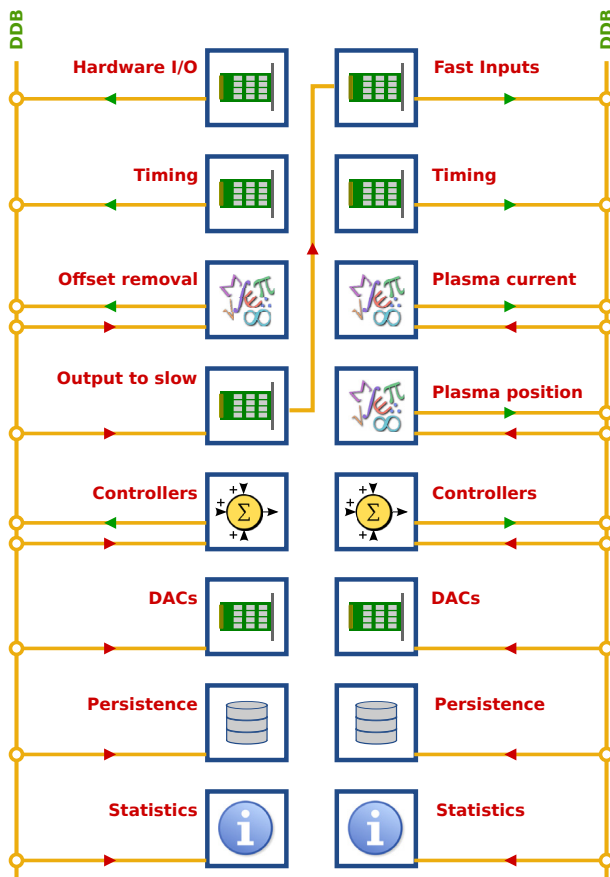 DDB
DDB
Hardware I/O
Fast Inputs
Timing
Timing
Offset removal
Plasma current
Output to slow
Plasma position
Controllers
Controllers
DACs
DACs
Persistence
Persistence
Statistics
Statistics